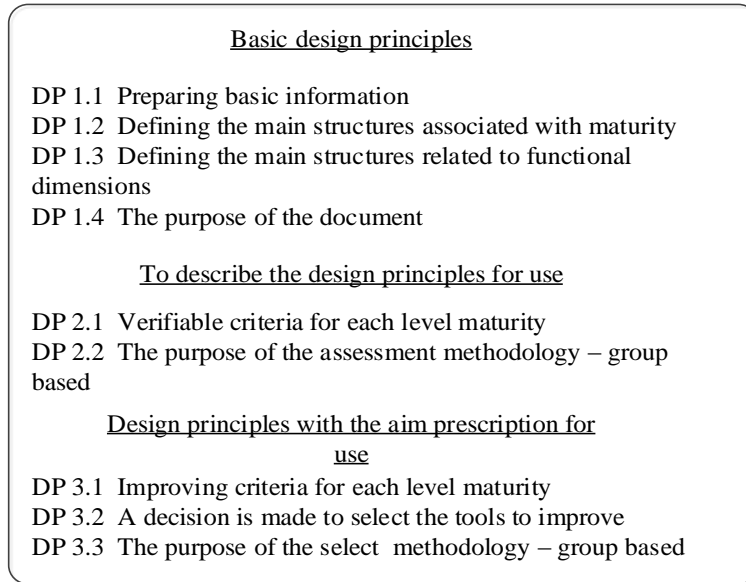 Basic design principles
DP 1.1 Preparing basic information
DP 1.2 Defining the main structures associated with maturity
DP 1.3 Defining the main structures related to functional
dimensions
DP 1.4 The purpose of the document
To describe the design principles for use
DP 2.1 Verifiable criteria for each level maturity
DP 2.2 The purpose of the assessment methodology – group
based
Design principles with the aim prescription for
use
DP 3.1 Improving criteria for each level maturity
DP 3.2 A decision is made to select the tools to improve
DP 3.3 The purpose of the select methodology – group based